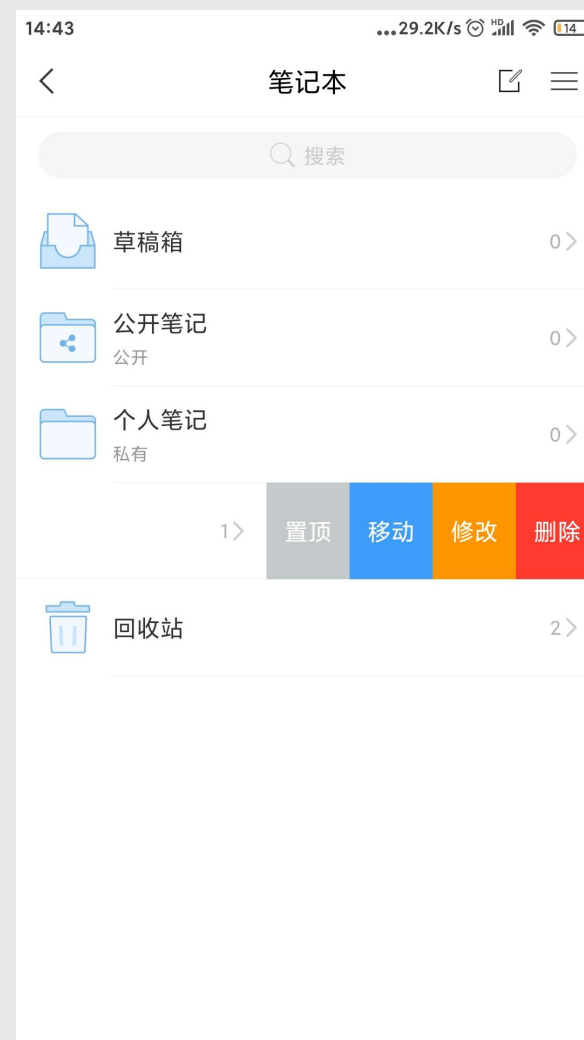 14:43 ...29.2K/s HD 14
笔记本
搜索
草稿箱 0
公开笔记
公开 0
个人笔记
私有 0
1 置顶 移动 修改 删除
回收站 2